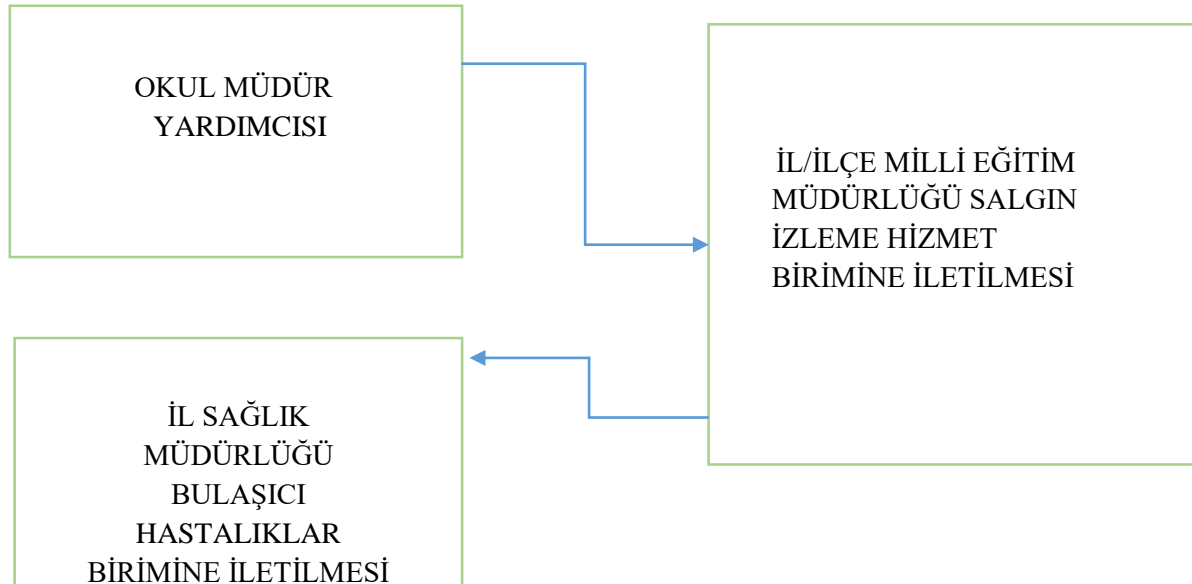 OKUL MÜDÜR
YARDIMCISI
İL/İLÇE MİLLİ EĞİTİM
MÜDÜRLÜĞÜ SALGIN
İZLEME HİZMET
BİRİMİNE İLETİLMESİ
İL SAĞLIK
MÜDÜRLÜĞÜ
BULAŞICI
HASTALIKLAR
BİRİMİNE İLETİLMESİ